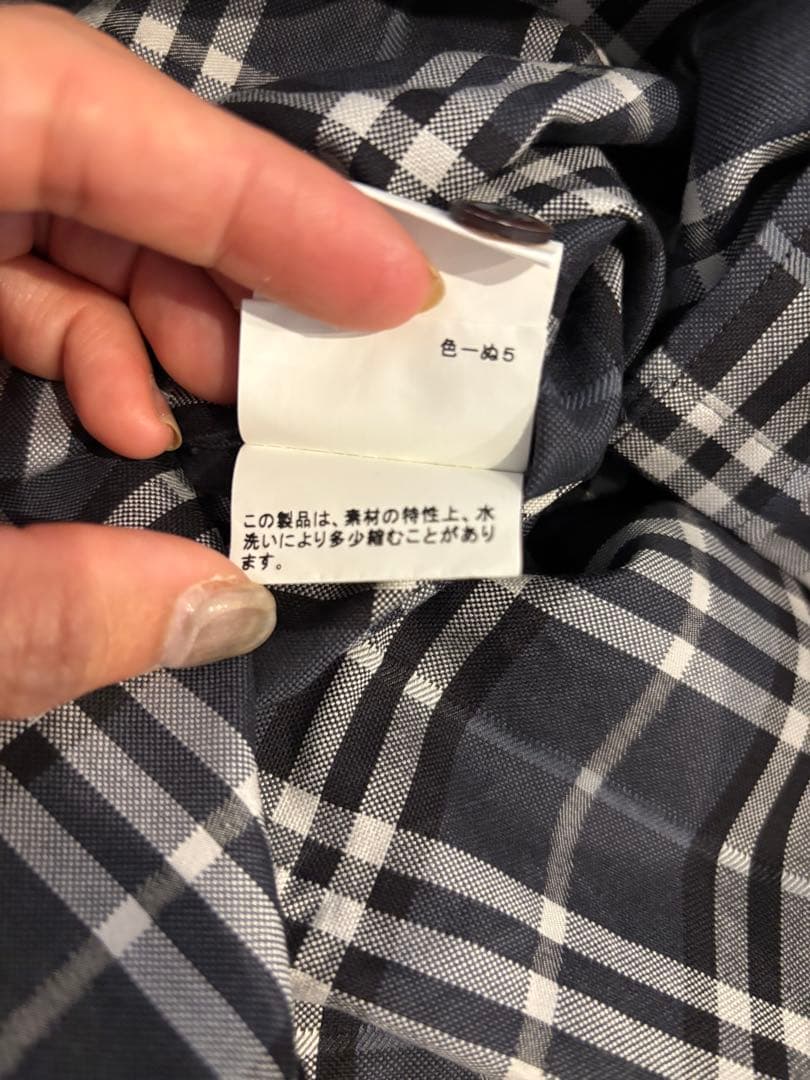 色ーぬ5
この製品は、素材の特性上、水
洗いにより多少縮むことがあり
ます。